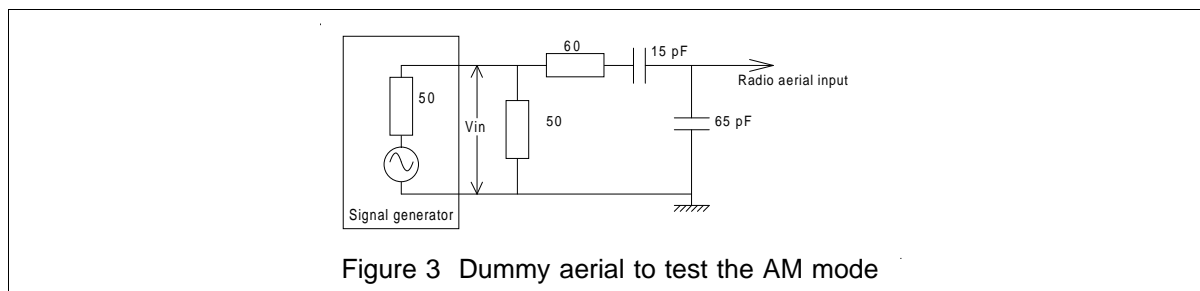 60
15 pF
Radio aerial input
50
Vin
50
65 pF
Signal generator
Figure 3 Dummy aerial to test the AM mode